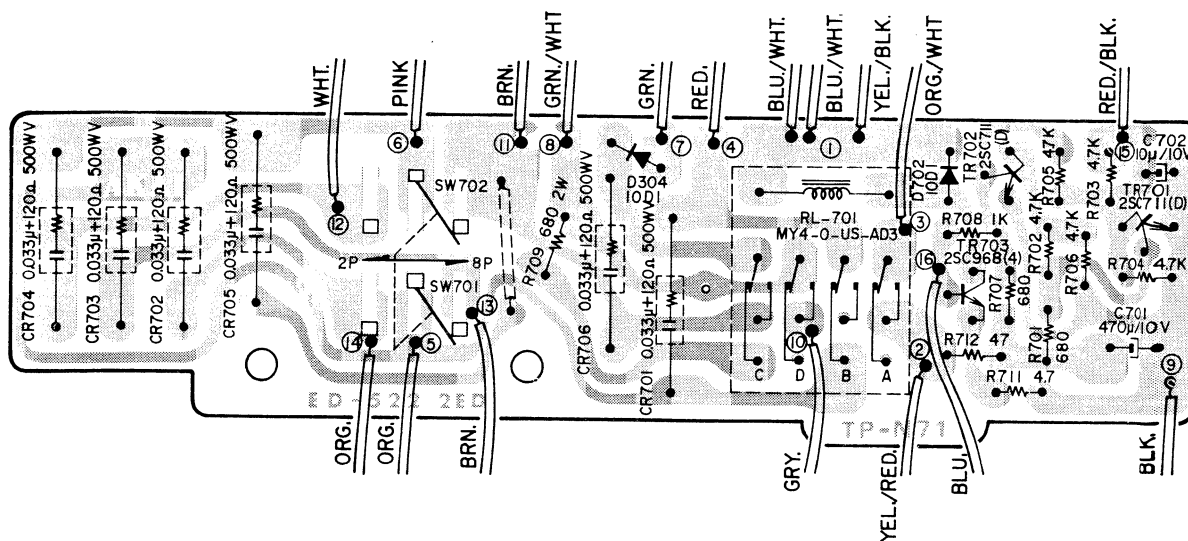 WHT.
PINK
BRN.
GRN./WHT
GRN.
RED.
BLU./WHT
BLU./WHT
YEL./BLK.
ORG./WHT
RED./BLK.
CR704 0.033μ+120Ω 500WV
CR703 0.033μ+120Ω 500WV
CR702 0.033μ+120Ω 500WV
CR705 0.033μ+120Ω 500WV
⑫
⑥
SW702
2P
8P
SW701
⑭
⑤
⑬
⑪
⑧
R709 680 2W
CR706 0.033μ+120Ω 500WV
D304
10D1
⑦
④
CR701 0.033μ+120Ω 500WV
①
RL-701
MY4-0-US-AD3
C
D
B
A
⑩
③
⑯
②
D702
10D1
TR702
2SC711
(D)
R705 47K
R703 4.7K
⑮
C702
10μ/10V
TR701
2SC711(D)
R708 1K
TR703
2SC968(4)
R707
680
R702 4.7K
R706 4.7K
R704 4.7K
R712 47
R701
680
C701
470μ/10V
R711 4.7
⑨
ED-522 2ED
TP-N71
ORG.
ORG.
BRN.
GRY.
YEL./RED.
BLU.
BLK.